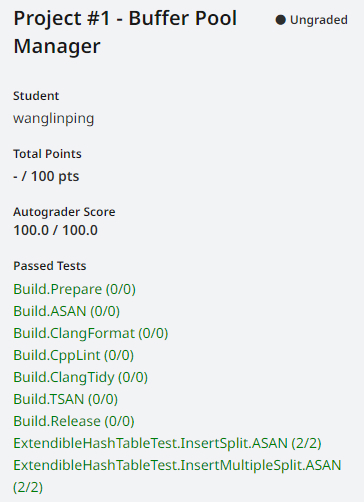 Project #1 - Buffer Pool
Manager
Ungraded
Student
wanglinping
Total Points
- / 100 pts
Autograder Score
100.0 / 100.0
Passed Tests
Build.Prepare (0/0)
Build.ASAN (0/0)
Build.ClangFormat (0/0)
Build.CppLint (0/0)
Build.ClangTidy (0/0)
Build.TSAN (0/0)
Build.Release (0/0)
ExtendibleHashTableTest.InsertSplit.ASAN (2/2)
ExtendibleHashTableTest.InsertMultipleSplit.ASAN
(2/2)